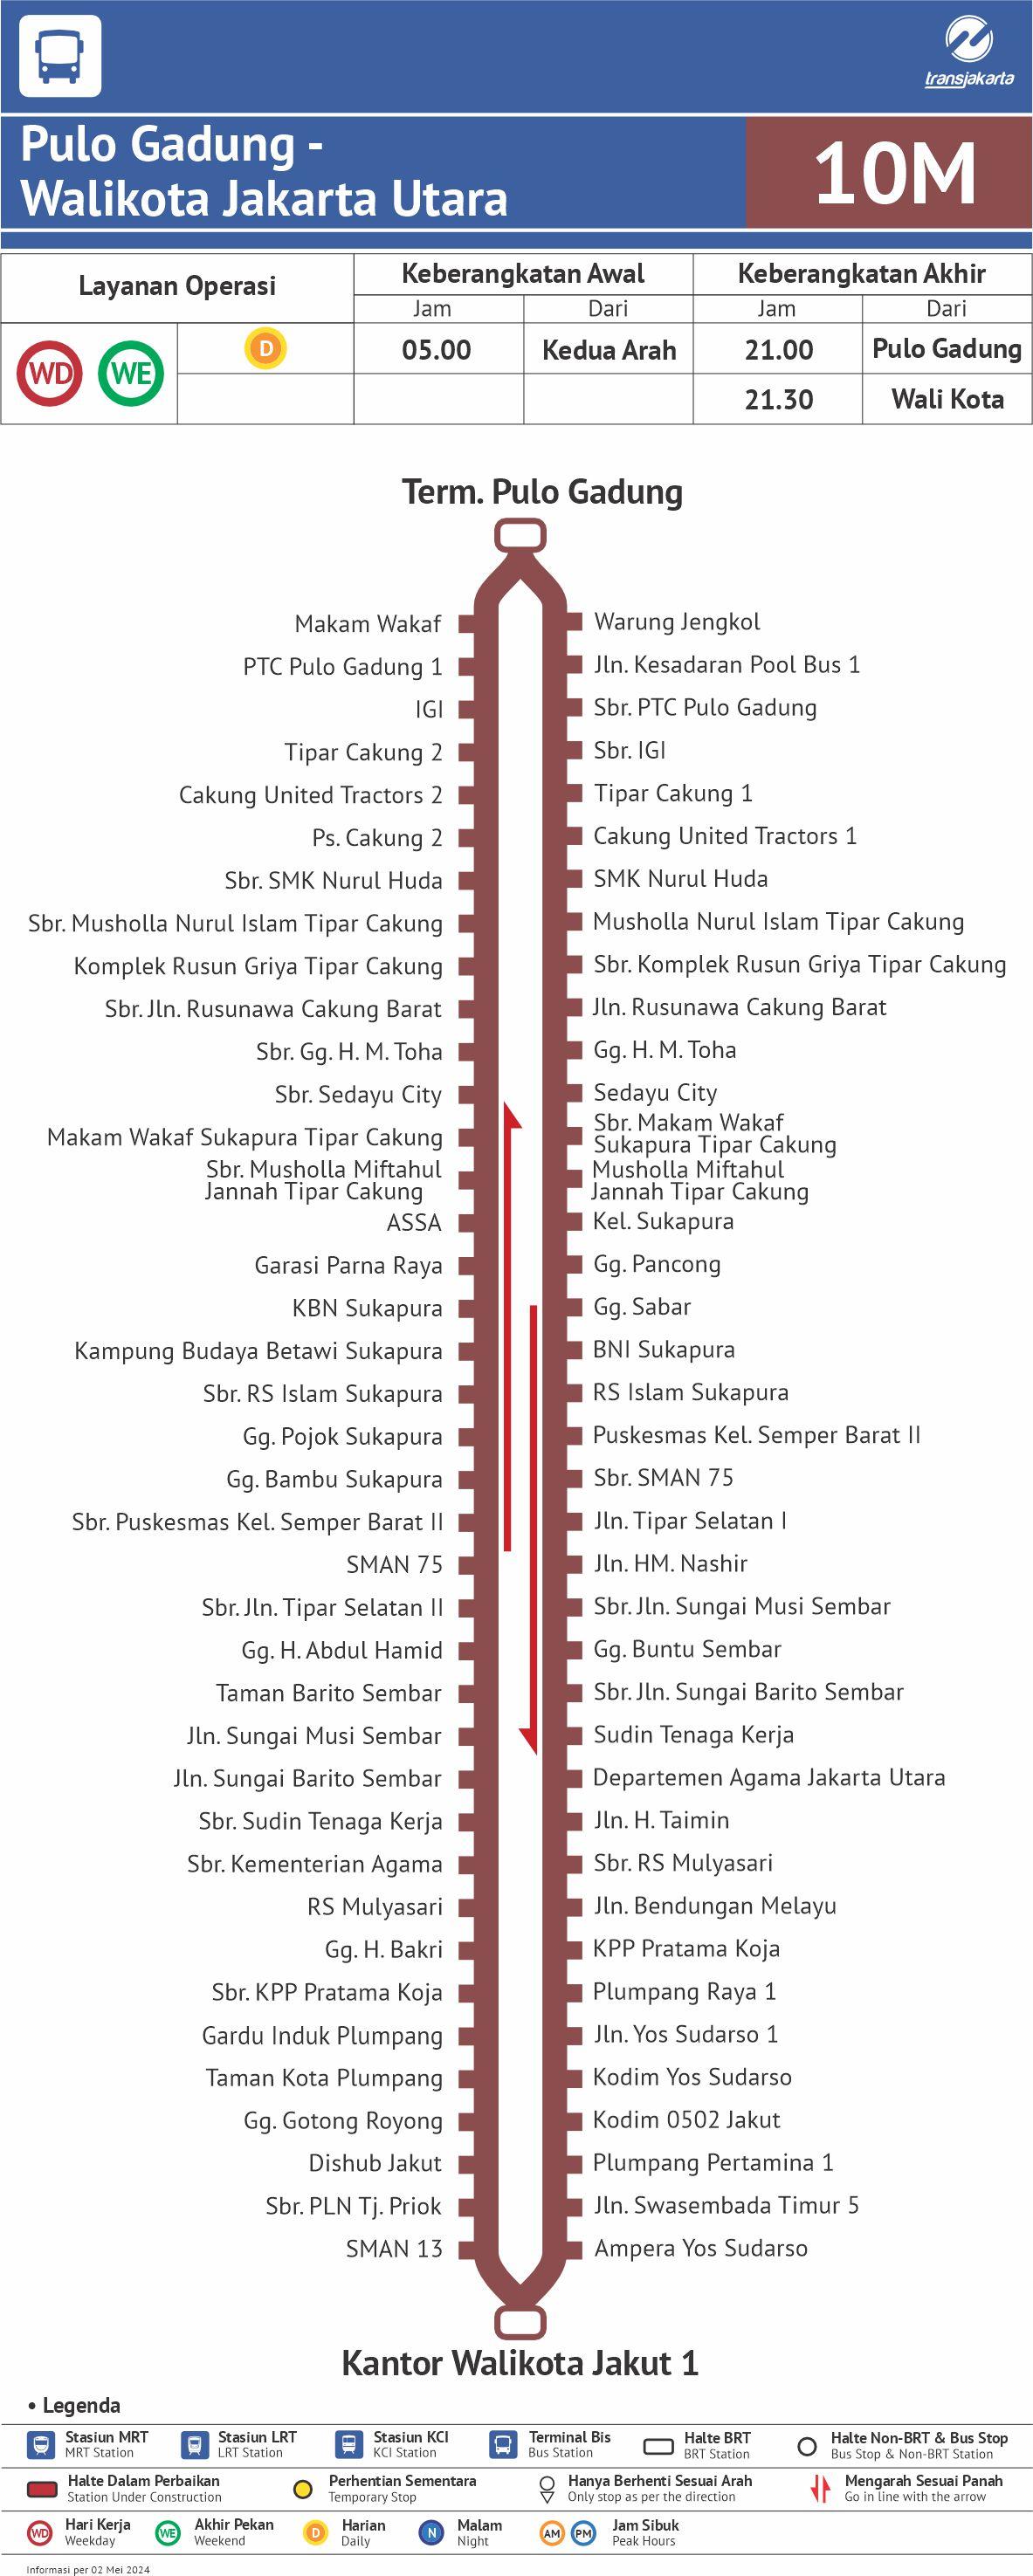 transjakarta
Pulo Gadung -
Walikota Jakarta Utara
10M
Layanan Operasi
Keberangkatan Awal
Keberangkatan Akhir
Jam
Dari
Jam
Dari
WD
WE
D
05.00
Kedua Arah
21.00
Pulo Gadung
21.30
Wali Kota
Term. Pulo Gadung
Makam Wakaf
Warung Jengkol
PTC Pulo Gadung 1
Jln. Kesadaran Pool Bus 1
IGI
Sbr. PTC Pulo Gadung
Tipar Cakung 2
Sbr. IGI
Cakung United Tractors 2
Tipar Cakung 1
Ps. Cakung 2
Cakung United Tractors 1
Sbr. SMK Nurul Huda
SMK Nurul Huda
Sbr. Musholla Nurul Islam Tipar Cakung
Musholla Nurul Islam Tipar Cakung
Komplek Rusun Griya Tipar Cakung
Sbr. Komplek Rusun Griya Tipar Cakung
Sbr. Jln. Rusunawa Cakung Barat
Jln. Rusunawa Cakung Barat
Sbr. Gg. H. M. Toha
Gg. H. M. Toha
Sbr. Sedayu City
Sedayu City
Makam Wakaf Sukapura Tipar Cakung
Sbr. Makam Wakaf
Sukapura Tipar Cakung
Sbr. Musholla Miftahul
Jannah Tipar Cakung
Musholla Miftahul
Jannah Tipar Cakung
ASSA
Kel. Sukapura
Garasi Parna Raya
Gg. Pancong
KBN Sukapura
Gg. Sabar
Kampung Budaya Betawi Sukapura
BNI Sukapura
Sbr. RS Islam Sukapura
RS Islam Sukapura
Gg. Pojok Sukapura
Puskesmas Kel. Semper Barat II
Gg. Bambu Sukapura
Sbr. SMAN 75
Sbr. Puskesmas Kel. Semper Barat II
Jln. Tipar Selatan I
SMAN 75
Jln. HM. Nashir
Sbr. Jln. Tipar Selatan II
Sbr. Jln. Sungai Musi Sembar
Gg. H. Abdul Hamid
Gg. Buntu Sembar
Taman Barito Sembar
Sbr. Jln. Sungai Barito Sembar
Jln. Sungai Musi Sembar
Sudin Tenaga Kerja
Jln. Sungai Barito Sembar
Departemen Agama Jakarta Utara
Sbr. Sudin Tenaga Kerja
Jln. H. Taimin
Sbr. Kementerian Agama
Sbr. RS Mulyasari
RS Mulyasari
Jln. Bendungan Melayu
Gg. H. Bakri
KPP Pratama Koja
Sbr. KPP Pratama Koja
Plumpang Raya 1
Gardu Induk Plumpang
Jln. Yos Sudarso 1
Taman Kota Plumpang
Kodim Yos Sudarso
Gg. Gotong Royong
Kodim 0502 Jakut
Dishub Jakut
Plumpang Pertamina 1
Sbr. PLN Tj. Priok
Jln. Swasembada Timur 5
SMAN 13
Ampera Yos Sudarso
Kantor Walikota Jakut 1
• Legenda
Stasiun MRT
MRT Station
Stasiun LRT
LRT Station
Stasiun KCI
KCI Station
Terminal Bis
Bus Station
Halte BRT
BRT Station
Halte Non-BRT & Bus Stop
Bus Stop & Non-BRT Station
Halte Dalam Perbaikan
Station Under Construction
Perhentian Sementara
Temporary Stop
Hanya Berhenti Sesuai Arah
Only stop as per the direction
Mengarah Sesuai Panah
Go in line with the arrow
WD
Hari Kerja
Weekday
WE
Akhir Pekan
Weekend
D
Harian
Daily
N
Malam
Night
AM
PM
Jam Sibuk
Peak Hours
Informasi per 02 Mei 2024